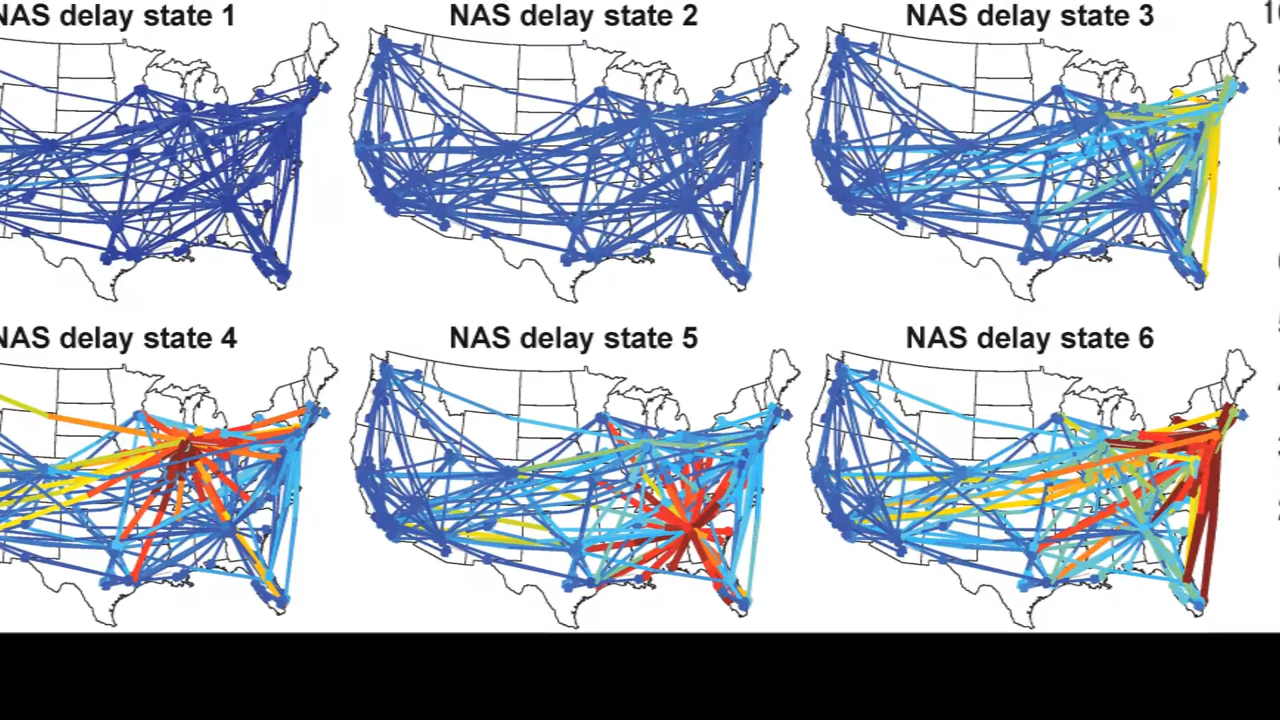 NAS delay state 1
NAS delay state 2
NAS delay state 3
NAS delay state 4
NAS delay state 5
NAS delay state 6